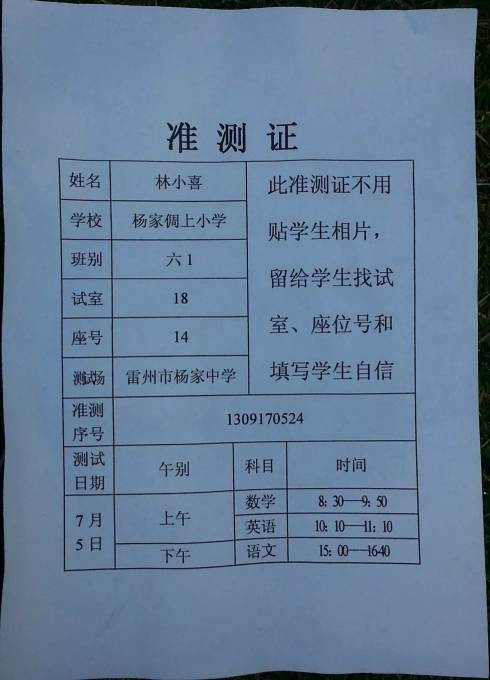 准测证
姓名 林小喜
学校 杨家倜上小学
班别 六1
试室 18
座号 14
测场 雷州市杨家中学
此准测证不用
贴学生相片，
留给学生找试
室、座位号和
填写学生自信
准测序号 1309170524
测试日期 午别 科目 时间
7月5日 上午 数学 8：30—9：50
英语 10：10—11：10
下午 语文 15：00—1640